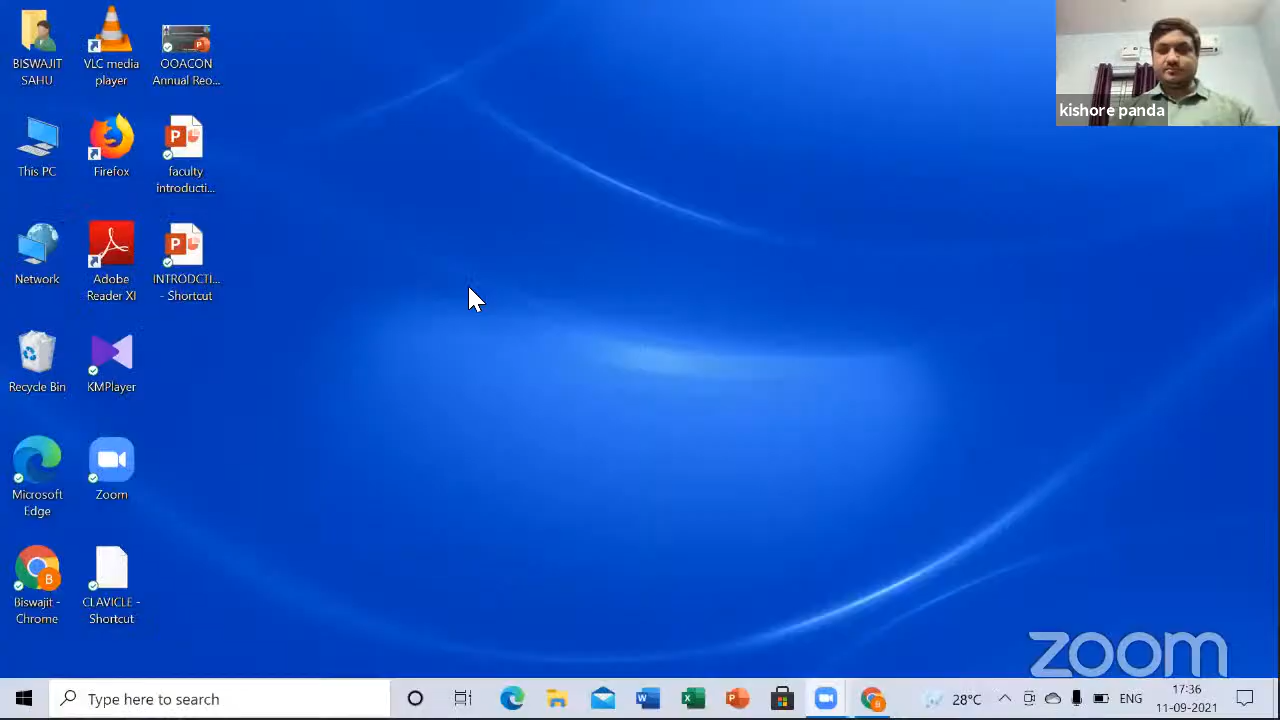 BISWAJIT
SAHU
VLC media
player
OOACON
Annual Reo...
This PC
Firefox
faculty
introducti...
Network
Adobe
Reader XI
INTRODCTI...
- Shortcut
Recycle Bin
KMPlayer
Microsoft
Edge
Zoom
Biswajit -
Chrome
CLAVICLE -
Shortcut
kishore panda
zoom
Type here to search
28°C
ENG
17:36
11-09-2021